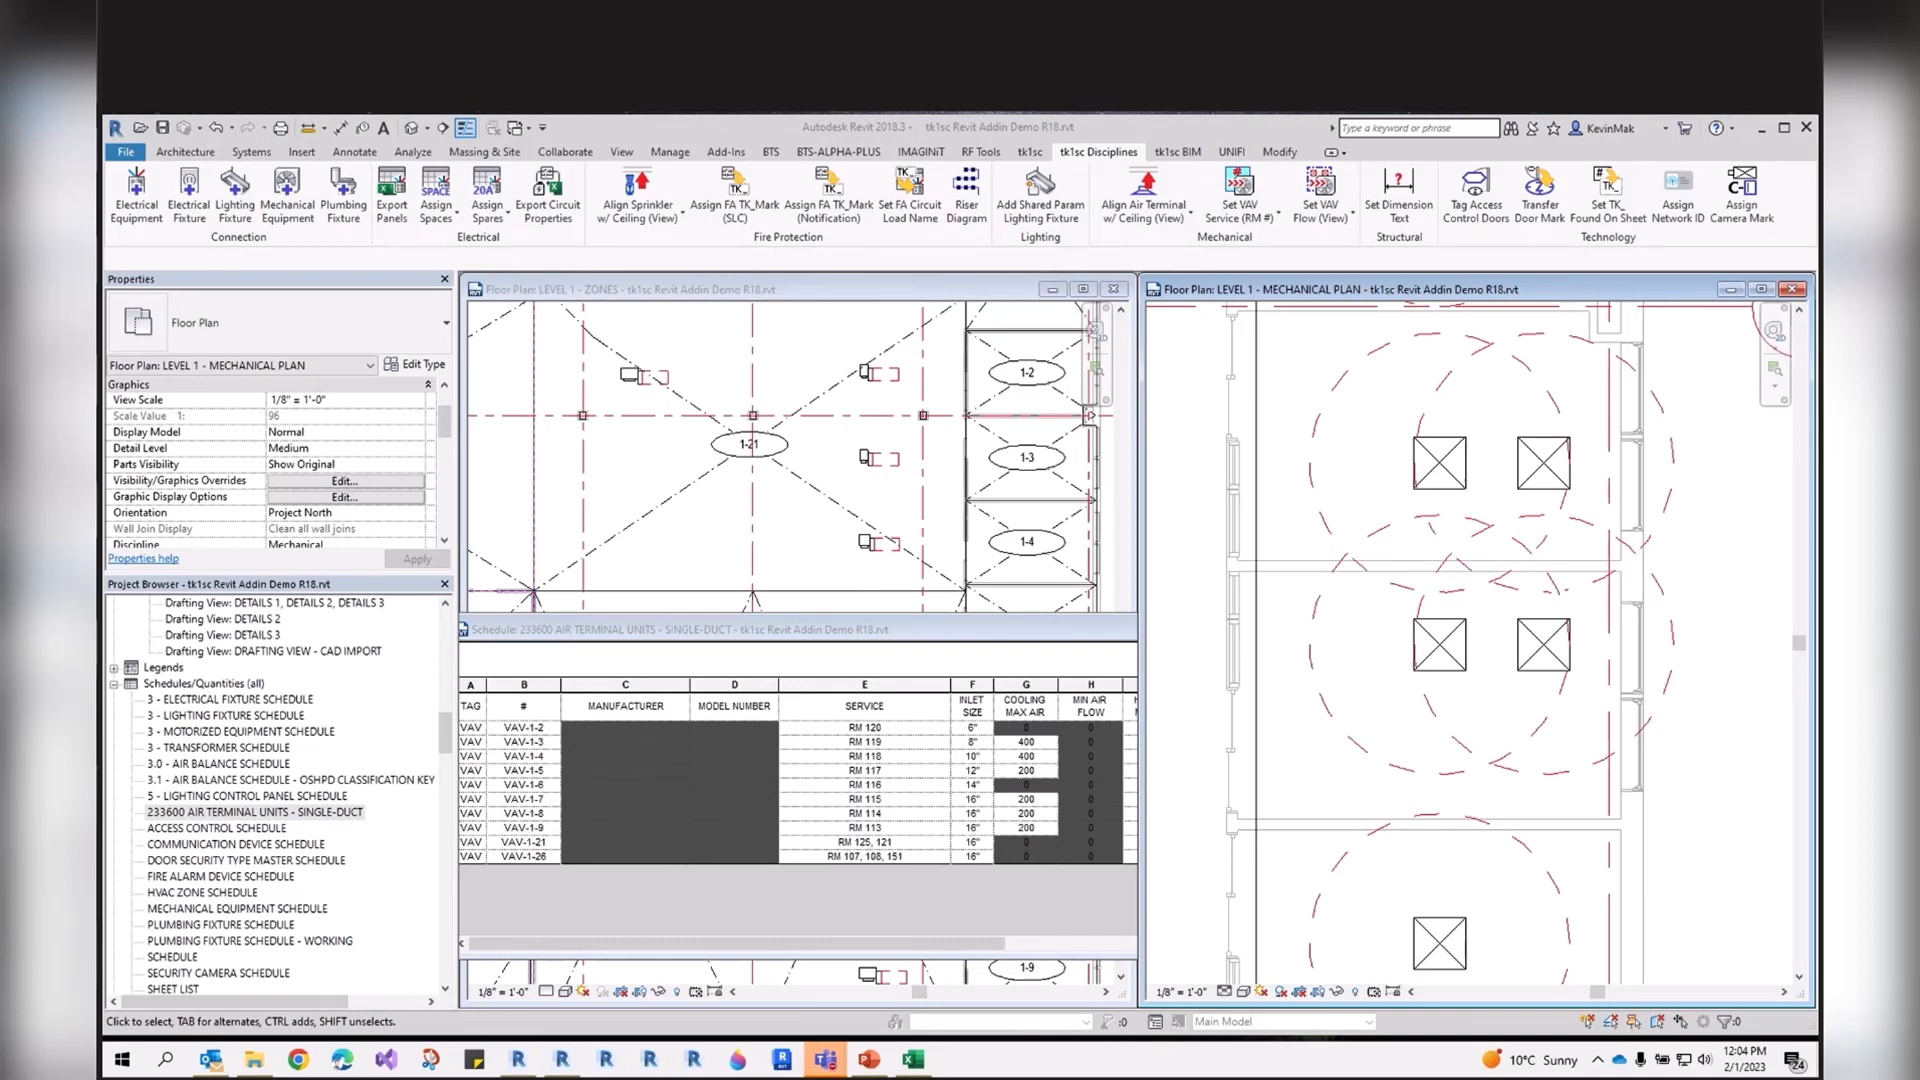 Autodesk Revit 2018.3 - tk1sc Revit Addin Demo R18.rvt
Type a keyword or phrase
KevinMak
File
Architecture
Systems
Insert
Annotate
Analyze
Massing & Site
Collaborate
View
Manage
Add-Ins
BTS
BTS-ALPHA-PLUS
IMAGINiT
RF Tools
tk1sc
tk1sc Disciplines
tk1sc BIM
UNIFI
Modify
Electrical Equipment
Electrical Fixture
Lighting Fixture
Mechanical Equipment
Plumbing Fixture
Export Panels
Assign Spaces
Assign Spares
Export Circuit Properties
Align Sprinkler w/ Ceiling (View)
Assign FA TK_Mark (SLC)
Assign FA TK_Mark (Notification)
Set FA Circuit Load Name
Riser Diagram
Add Shared Param Lighting Fixture
Align Air Terminal w/ Ceiling (View)
Set VAV Service (RM #)
Set VAV Flow (View)
Set Dimension Text
Tag Access Control Doors
Transfer Door Mark
Set TK_ Found On Sheet
Assign Network ID
Assign Camera Mark
Connection
Electrical
Fire Protection
Lighting
Mechanical
Structural
Technology
Properties
Floor Plan
Floor Plan: LEVEL 1 - MECHANICAL PLAN
Edit Type
Graphics
View Scale 1/8" = 1'-0"
Scale Value 1: 96
Display Model Normal
Detail Level Medium
Parts Visibility Show Original
Visibility/Graphics Overrides Edit...
Graphic Display Options Edit...
Orientation Project North
Wall Join Display Clean all wall joins
Discipline Mechanical
Properties help
Apply
Project Browser - tk1sc Revit Addin Demo R18.rvt
Drafting View: DETAILS 1, DETAILS 2, DETAILS 3
Drafting View: DETAILS 2
Drafting View: DETAILS 3
Drafting View: DRAFTING VIEW - CAD IMPORT
Legends
Schedules/Quantities (all)
3 - ELECTRICAL FIXTURE SCHEDULE
3 - LIGHTING FIXTURE SCHEDULE
3 - MOTORIZED EQUIPMENT SCHEDULE
3 - TRANSFORMER SCHEDULE
3.0 - AIR BALANCE SCHEDULE
3.1 - AIR BALANCE SCHEDULE - OSHPD CLASSIFICATION KEY
5 - LIGHTING CONTROL PANEL SCHEDULE
233600 AIR TERMINAL UNITS - SINGLE-DUCT
ACCESS CONTROL SCHEDULE
COMMUNICATION DEVICE SCHEDULE
DOOR SECURITY TYPE MASTER SCHEDULE
FIRE ALARM DEVICE SCHEDULE
HVAC ZONE SCHEDULE
MECHANICAL EQUIPMENT SCHEDULE
PLUMBING FIXTURE SCHEDULE
PLUMBING FIXTURE SCHEDULE - WORKING
SCHEDULE
SECURITY CAMERA SCHEDULE
SHEET LIST
Floor Plan: LEVEL 1 - ZONES - tk1sc Revit Addin Demo R18.rvt
1-21
1-2
1-3
1-4
Schedule: 233600 AIR TERMINAL UNITS - SINGLE-DUCT - tk1sc Revit Addin Demo R18.rvt
A B C D E F G H
TAG # MANUFACTURER MODEL NUMBER SERVICE INLET SIZE COOLING MAX AIR MIN AIR FLOW
VAV VAV-1-2 RM 120 6" 0 0
VAV VAV-1-3 RM 119 8" 400 0
VAV VAV-1-4 RM 118 10" 400 0
VAV VAV-1-5 RM 117 12" 200 0
VAV VAV-1-6 RM 116 14" 0 0
VAV VAV-1-7 RM 115 16" 200 0
VAV VAV-1-8 RM 114 16" 200 0
VAV VAV-1-9 RM 113 16" 200 0
VAV VAV-1-21 RM 125, 121 16" 0 0
VAV VAV-1-26 RM 107, 108, 151 16" 0 0
1-9
1/8" = 1'-0"
Floor Plan: LEVEL 1 - MECHANICAL PLAN - tk1sc Revit Addin Demo R18.rvt
1/8" = 1'-0"
Click to select, TAB for alternates, CTRL adds, SHIFT unselects.
:0
Main Model
:0
10°C Sunny
12:04 PM
2/1/2023
24